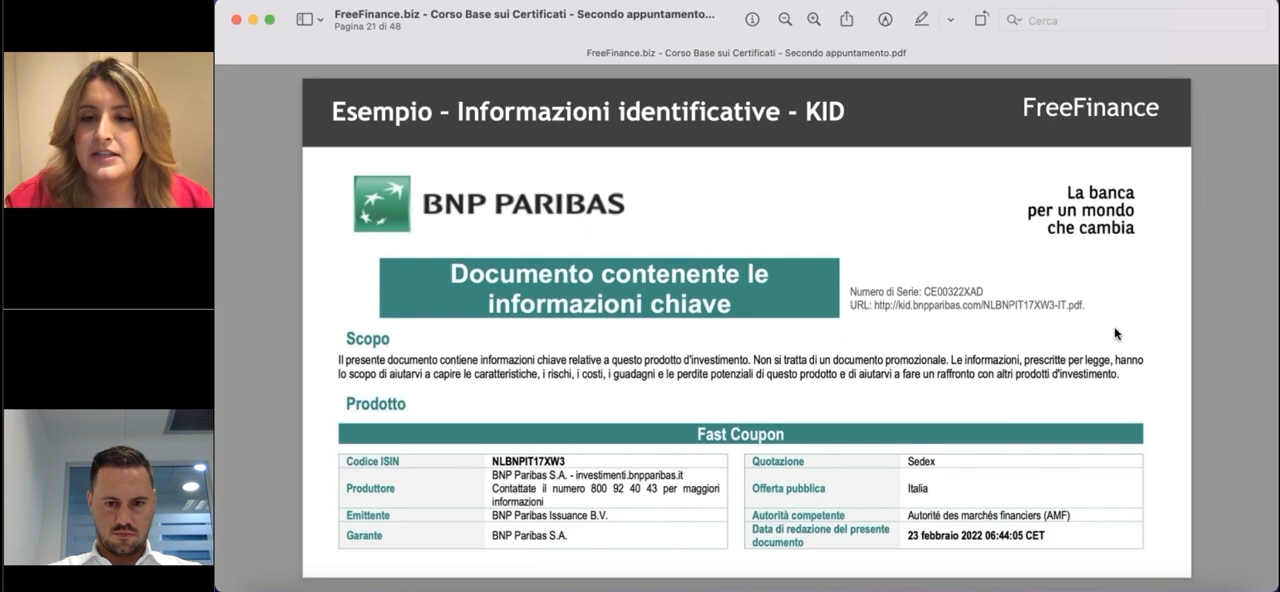 FreeFinance.biz - Corso Base sui Certificati - Secondo appuntamento...
Pagina 21 di 48
Cerca
FreeFinance.biz - Corso Base sui Certificati - Secondo appuntamento.pdf
Esempio - Informazioni identificative - KID
FreeFinance
BNP PARIBAS
La banca
per un mondo
che cambia
Documento contenente le
informazioni chiave
Numero di Serie: CE00322XAD
URL: http://kid.bnpparibas.com/NLBNPIT17XW3-IT.pdf.
Scopo
Il presente documento contiene informazioni chiave relative a questo prodotto d'investimento. Non si tratta di un documento promozionale. Le informazioni, prescritte per legge, hanno
lo scopo di aiutarvi a capire le caratteristiche, i rischi, i costi, i guadagni e le perdite potenziali di questo prodotto e di aiutarvi a fare un raffronto con altri prodotti d'investimento.
Prodotto
Fast Coupon
Codice ISIN NLBNPIT17XW3
Produttore BNP Paribas S.A. - investimenti.bnpparibas.it
Contattate il numero 800 92 40 43 per maggiori
informazioni
Emittente BNP Paribas Issuance B.V.
Garante BNP Paribas S.A.
Quotazione Sedex
Offerta pubblica Italia
Autorità competente Autorité des marchés financiers (AMF)
Data di redazione del presente
documento 23 febbraio 2022 06:44:05 CET